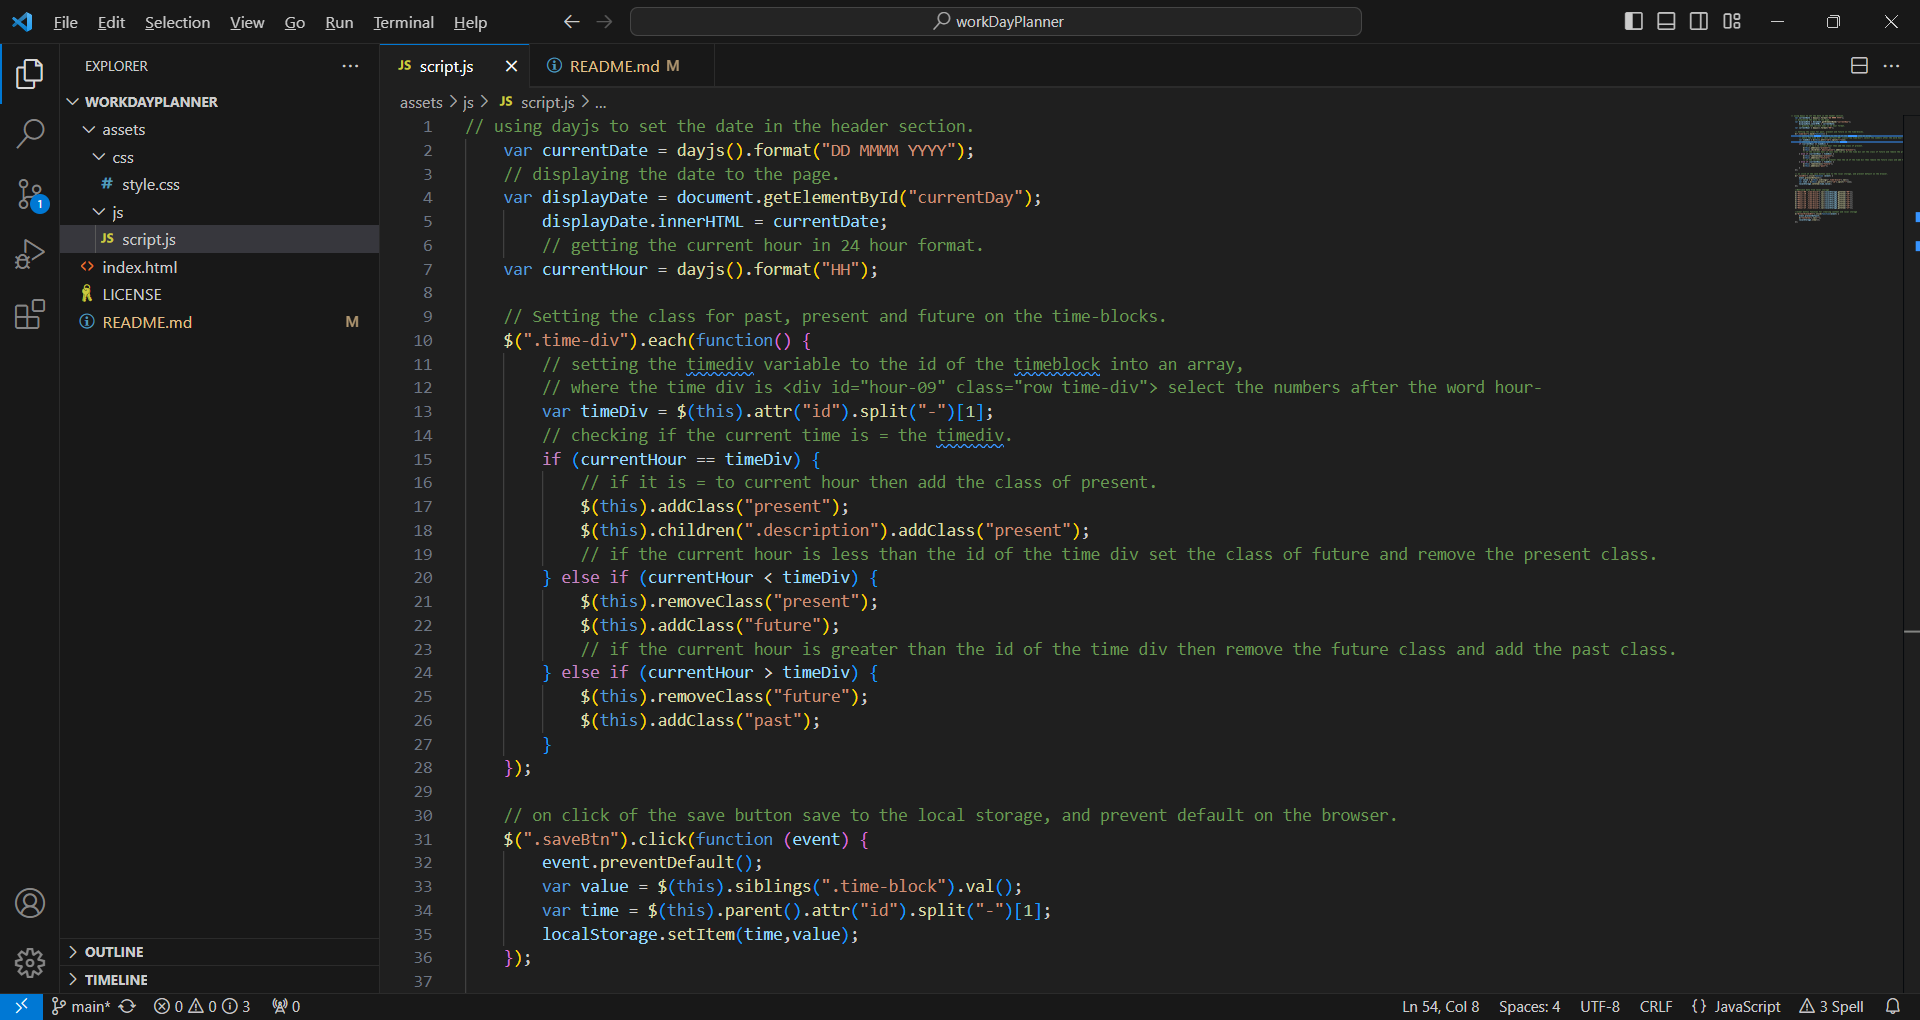 File Edit Selection View Go Run Terminal Help
workDayPlanner
EXPLORER
WORKDAYPLANNER
assets
css
# style.css
js
JS script.js
<> index.html
LICENSE
README.md M
OUTLINE
TIMELINE
JS script.js
README.md M
assets > js > JS script.js > ...
1 // using dayjs to set the date in the header section.
2 var currentDate = dayjs().format("DD MMMM YYYY");
3 // displaying the date to the page.
4 var displayDate = document.getElementById("currentDay");
5 displayDate.innerHTML = currentDate;
6 // getting the current hour in 24 hour format.
7 var currentHour = dayjs().format("HH");
8
9 // Setting the class for past, present and future on the time-blocks.
10 $(".time-div").each(function() {
11 // setting the timediv variable to the id of the timeblock into an array,
12 // where the time div is <div id="hour-09" class="row time-div"> select the numbers after the word hour-
13 var timeDiv = $(this).attr("id").split("-")[1];
14 // checking if the current time is = the timediv.
15 if (currentHour == timeDiv) {
16 // if it is = to current hour then add the class of present.
17 $(this).addClass("present");
18 $(this).children(".description").addClass("present");
19 // if the current hour is less than the id of the time div set the class of future and remove the present class.
20 } else if (currentHour < timeDiv) {
21 $(this).removeClass("present");
22 $(this).addClass("future");
23 // if the current hour is greater than the id of the time div then remove the future class and add the past class.
24 } else if (currentHour > timeDiv) {
25 $(this).removeClass("future");
26 $(this).addClass("past");
27 }
28 });
29
30 // on click of the save button save to the local storage, and prevent default on the browser.
31 $(".saveBtn").click(function (event) {
32 event.preventDefault();
33 var value = $(this).siblings(".time-block").val();
34 var time = $(this).parent().attr("id").split("-")[1];
35 localStorage.setItem(time,value);
36 });
37
1
main* 0 0 3 0
Ln 54, Col 8 Spaces: 4 UTF-8 CRLF {} JavaScript 3 Spell